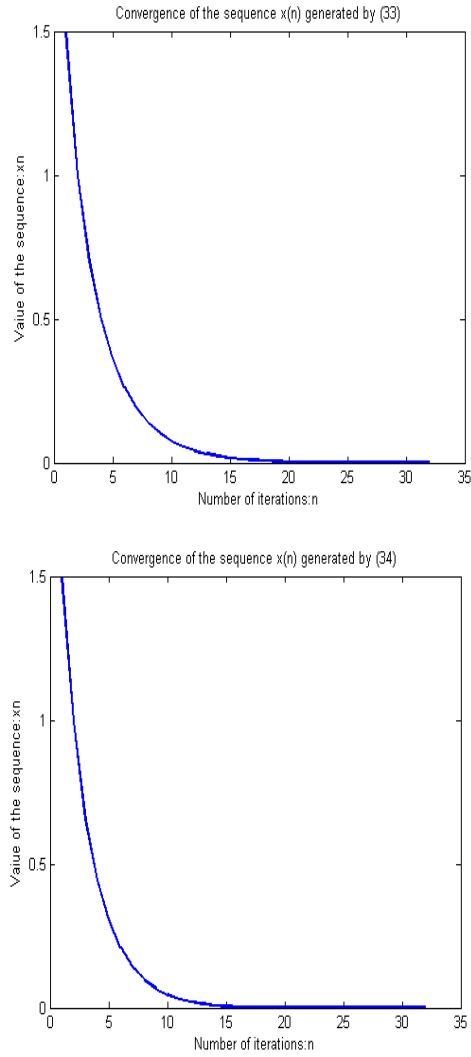 Convergence of the sequence x(n) generated by (33)
1.5
1
0.5
0
Value of the sequence:xn
0 5 10 15 20 25 30 35
Number of iterations:n
Convergence of the sequence x(n) generated by (34)
1.5
1
0.5
0
Value of the sequence:xn
0 5 10 15 20 25 30 35
Number of iterations:n